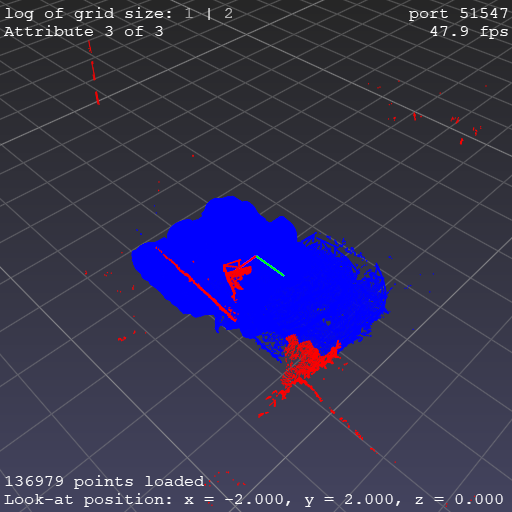 log of grid size: 1 | 2
port 51547
Attribute 3 of 3
47.9 fps
136979 points loaded
Look-at position: x = -2.000, y = 2.000, z = 0.000